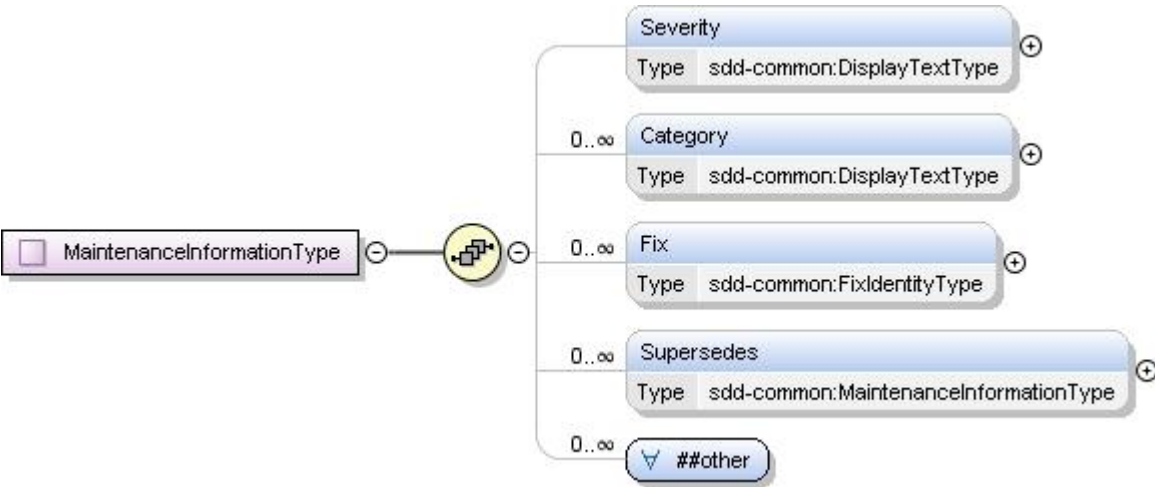 Severity
Type sdd-common:DisplayTextType
0..∞ Category
Type sdd-common:DisplayTextType
MaintenanceInformationType
0..∞ Fix
Type sdd-common:FixIdentityType
0..∞ Supersedes
Type sdd-common:MaintenanceInformationType
0..∞ ##other